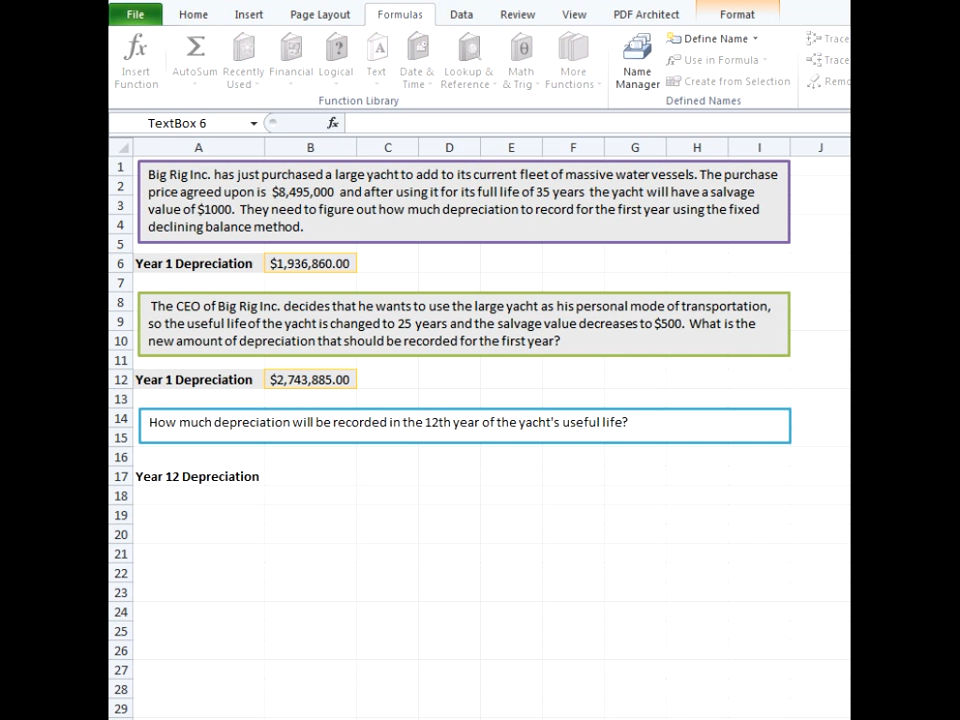 File Home Insert Page Layout Formulas Data Review View PDF Architect Format
fx Σ ? A θ Define Name Trace
Use in Formula Trace
Insert Function AutoSum Recently Used Financial Logical Text Date & Time Lookup & Reference Math & Trig More Functions Name Manager Create from Selection Remo
Function Library Defined Names
TextBox 6 fx
A B C D E F G H I J
1 Big Rig Inc. has just purchased a large yacht to add to its current fleet of massive water vessels. The purchase
2 price agreed upon is $8,495,000 and after using it for its full life of 35 years the yacht will have a salvage
3 value of $1000. They need to figure out how much depreciation to record for the first year using the fixed
4 declining balance method.
5
6 Year 1 Depreciation $1,936,860.00
7
8 The CEO of Big Rig Inc. decides that he wants to use the large yacht as his personal mode of transportation,
9 so the useful life of the yacht is changed to 25 years and the salvage value decreases to $500. What is the
10 new amount of depreciation that should be recorded for the first year?
11
12 Year 1 Depreciation $2,743,885.00
13
14 How much depreciation will be recorded in the 12th year of the yacht's useful life?
15
16
17 Year 12 Depreciation
18
19
20
21
22
23
24
25
26
27
28
29